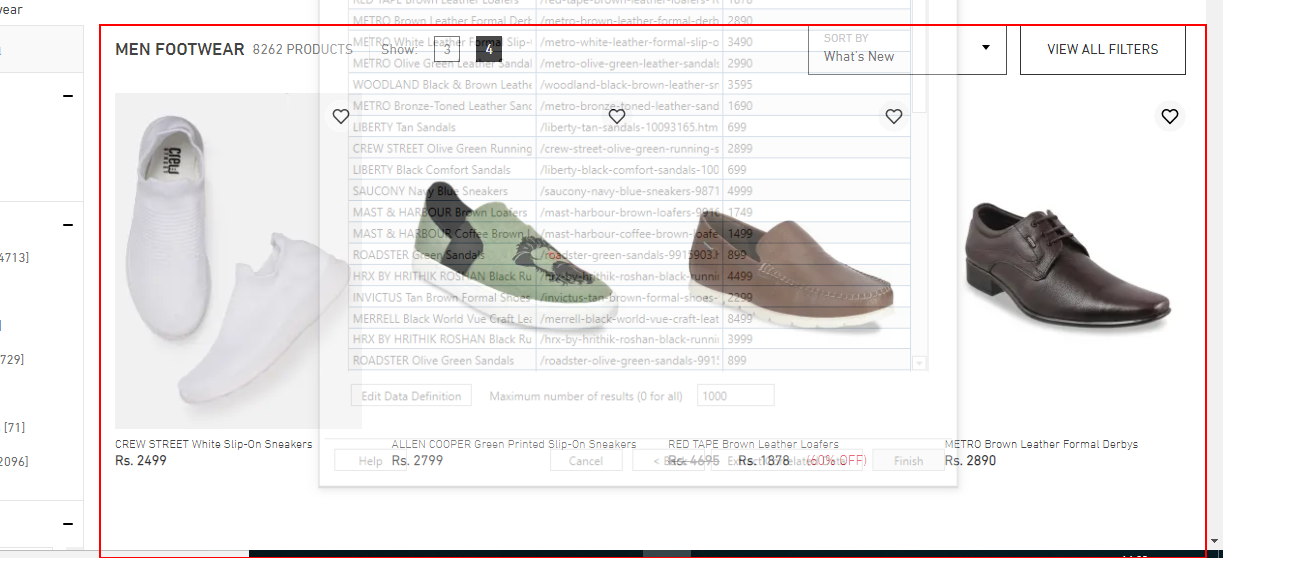 wear
RED TAPE Brown Leather Loafers /red-tape-brown-leather-loafers- 1878
METRO Brown Leather Formal Derb /metro-brown-leather-formal-derb 2890
MEN FOOTWEAR 8262 PRODUCTS Show: 3 4
SORT BY
What's New
VIEW ALL FILTERS
METRO White Leather Formal Slip- /metro-white-leather-formal-slip-o 3490
METRO Olive Green Leather Sandal /metro-olive-green-leather-sandals 2990
WOODLAND Black & Brown Leathe /woodland-black-brown-leather-sr 3595
METRO Bronze-Toned Leather Sanc /metro-bronze-toned-leather-sand 1690
LIBERTY Tan Sandals /liberty-tan-sandals-10093165.htm 699
CREW STREET Olive Green Running /crew-street-olive-green-running-s 2899
LIBERTY Black Comfort Sandals /liberty-black-comfort-sandals-100 699
SAUCONY Navy Blue Sneakers /saucony-navy-blue-sneakers-9871 4999
MAST & HARBOUR Brown Loafers /mast-harbour-brown-loafers-9916 1749
MAST & HARBOUR Coffee Brown L /mast-harbour-coffee-brown-loafe 1499
ROADSTER Green Sandals /roadster-green-sandals-9915903.h 899
4713]
HRX BY HRITHIK ROSHAN Black Ru /hrx-by-hrithik-roshan-black-runni 4499
INVICTUS Tan Brown Formal Shoes /invictus-tan-brown-formal-shoes- 2299
MERRELL Black World Vue Craft Lea /merrell-black-world-vue-craft-leat 8499
HRX BY HRITHIK ROSHAN Black Ru /hrx-by-hrithik-roshan-black-runni 3999
729]
ROADSTER Olive Green Sandals /roadster-olive-green-sandals-9915 899
Edit Data Definition Maximum number of results (0 for all) 1000
[71]
CREW STREET White Slip-On Sneakers
Rs. 2499
ALLEN COOPER Green Printed Slip-On Sneakers
Rs. 2799
RED TAPE Brown Leather Loafers
Rs. 4695 Rs. 1878 (60% OFF)
METRO Brown Leather Formal Derbys
Rs. 2890
2096]
Help Cancel < Finish
crew